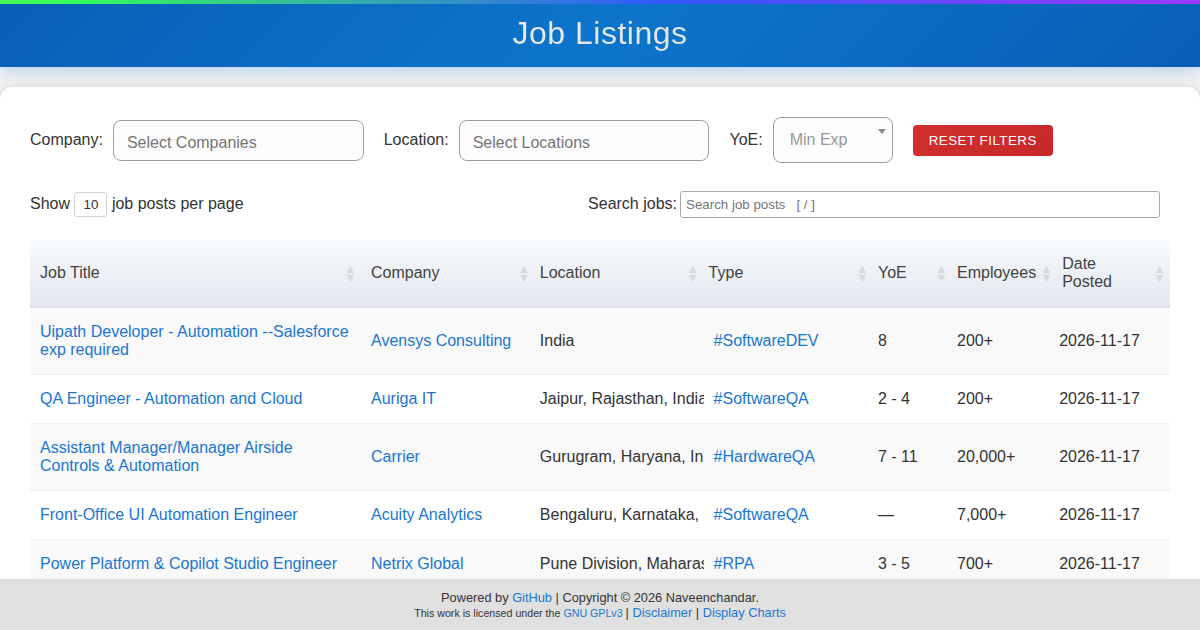 Job Listings
Company: Select Companies Location: Select Locations YoE: Min Exp RESET FILTERS
Show 10 job posts per page Search jobs: Search job posts [ / ]
Job Title Company Location Type YoE Employees Date
Posted
Uipath Developer - Automation --Salesforce
exp required Avensys Consulting India #SoftwareDEV 8 200+ 2026-11-17
QA Engineer - Automation and Cloud Auriga IT Jaipur, Rajasthan, India #SoftwareQA 2 - 4 200+ 2026-11-17
Assistant Manager/Manager Airside
Controls & Automation Carrier Gurugram, Haryana, In #HardwareQA 7 - 11 20,000+ 2026-11-17
Front-Office UI Automation Engineer Acuity Analytics Bengaluru, Karnataka, #SoftwareQA — 7,000+ 2026-11-17
Power Platform & Copilot Studio Engineer Netrix Global Pune Division, Maharas #RPA 3 - 5 700+ 2026-11-17
Powered by GitHub | Copyright © 2026 Naveenchandar.
This work is licensed under the GNU GPLv3 | Disclaimer | Display Charts